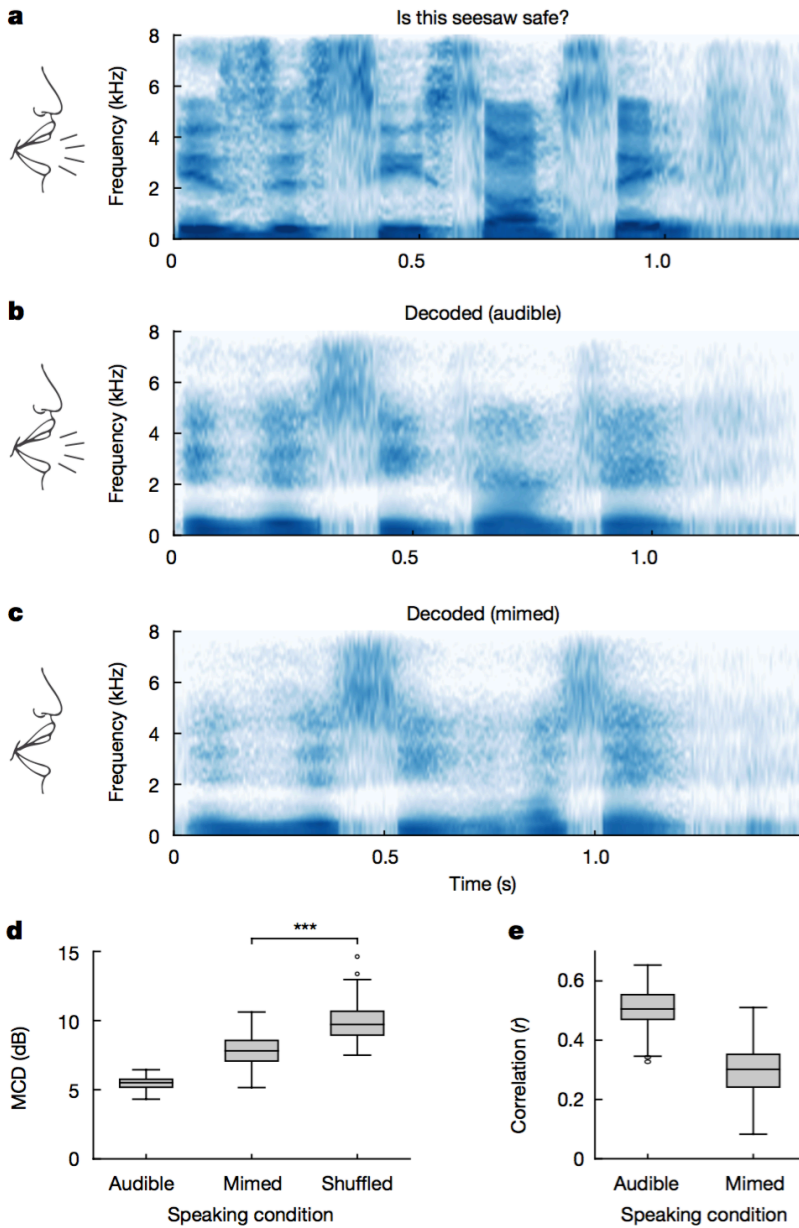 a
Is this seesaw safe?
8
6
4
2
0
Frequency (kHz)
0 0.5 1.0
b
Decoded (audible)
8
6
4
2
0
Frequency (kHz)
0 0.5 1.0
c
Decoded (mimed)
8
6
4
2
0
Frequency (kHz)
0 0.5 1.0
Time (s)
d
***
15
10
5
0
MCD (dB)
Audible Mimed Shuffled
Speaking condition
e
0.6
0.4
0.2
0
Correlation (r)
Audible Mimed
Speaking condition